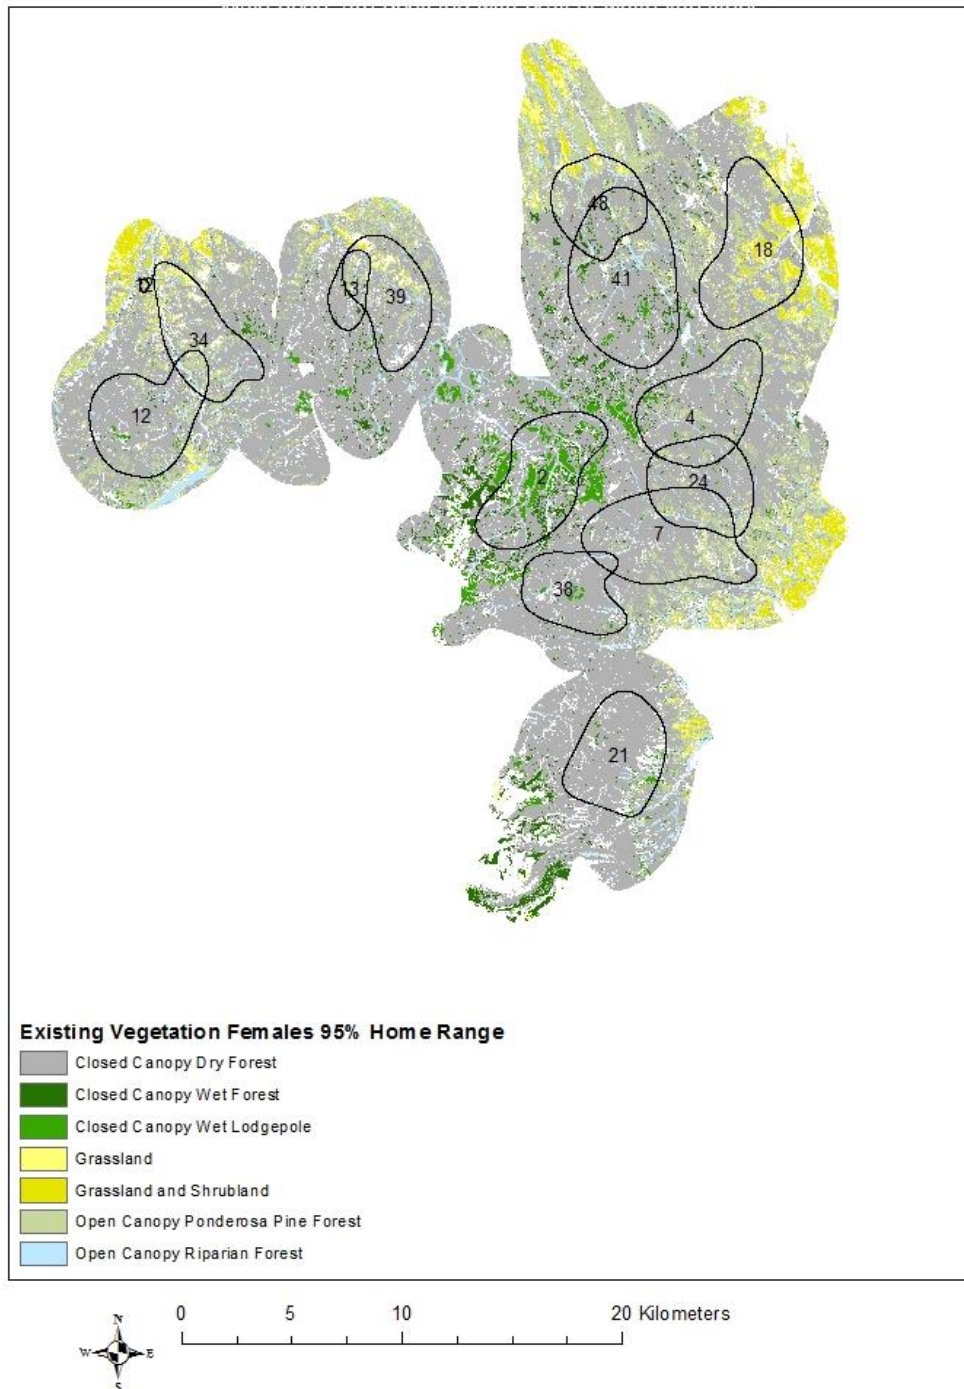 48
18
41
13
39
34
4
12
2
24
7
38
21
Existing Vegetation Females 95% Home Range
Closed Canopy Dry Forest
Closed Canopy Wet Forest
Closed Canopy Wet Lodgepole
Grassland
Grassland and Shrubland
Open Canopy Ponderosa Pine Forest
Open Canopy Riparian Forest
0 5 10 20 Kilometers
N
W E
S